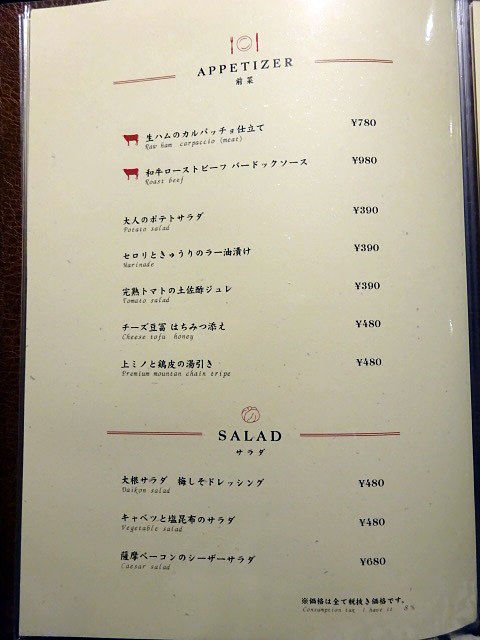 APPETIZER
前菜
生ハムのカルパッチョ仕立て ¥780
Raw ham carpaccio (meat)
和牛ローストビーフ バードックソース ¥980
Roast beef
大人のポテトサラダ ¥390
Potato salad
セロリときゅうりのラー油漬け ¥390
Marinade
完熟トマトの土佐酢ジュレ ¥390
Tomato salad
チーズ豆冨 はちみつ添え ¥480
Cheese tofu honey
上ミノと鶏皮の湯引き ¥480
Premium mountain chain tripe
SALAD
サラダ
大根サラダ 梅しそドレッシング ¥480
Daikon salad
キャベツと塩昆布のサラダ ¥480
Vegetable salad
薩摩ベーコンのシーザーサラダ ¥680
Caesar salad
※価格は全て税抜き価格です。
Consumption tax I have it 8%